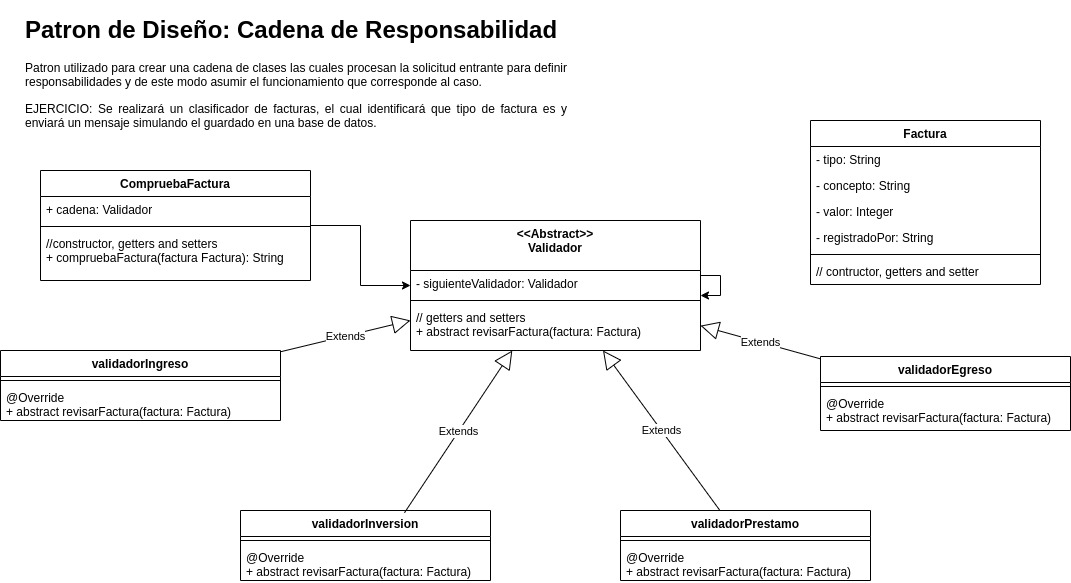 Patron de Diseño: Cadena de Responsabilidad
Patron utilizado para crear una cadena de clases las cuales procesan la solicitud entrante para definir
responsabilidades y de este modo asumir el funcionamiento que corresponde al caso.
EJERCICIO: Se realizará un clasificador de facturas, el cual identificará que tipo de factura es y
enviará un mensaje simulando el guardado en una base de datos.
Factura
- tipo: String
- concepto: String
- valor: Integer
- registradoPor: String
// contructor, getters and setter
CompruebaFactura
+ cadena: Validador
//constructor, getters and setters
+ compruebaFactura(factura Factura): String
<<Abstract>>
Validador
- siguienteValidador: Validador
// getters and setters
+ abstract revisarFactura(factura: Factura)
Extends
Extends
validadorIngreso
@Override
+ abstract revisarFactura(factura: Factura)
validadorEgreso
@Override
+ abstract revisarFactura(factura: Factura)
Extends
Extends
validadorInversion
@Override
+ abstract revisarFactura(factura: Factura)
validadorPrestamo
@Override
+ abstract revisarFactura(factura: Factura)